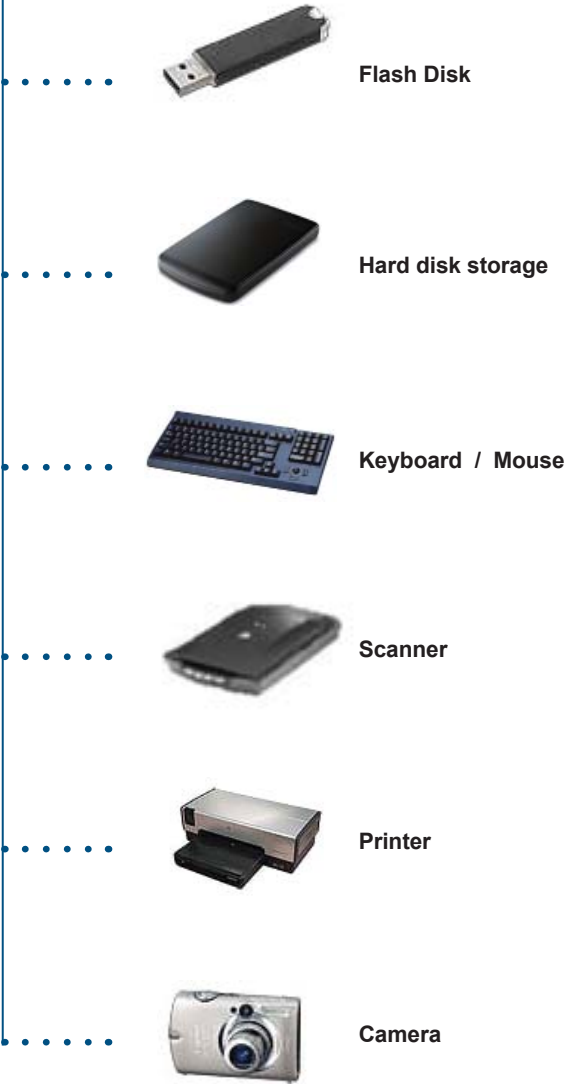 Flash Disk
Hard disk storage
Keyboard / Mouse
Scanner
Printer
Camera